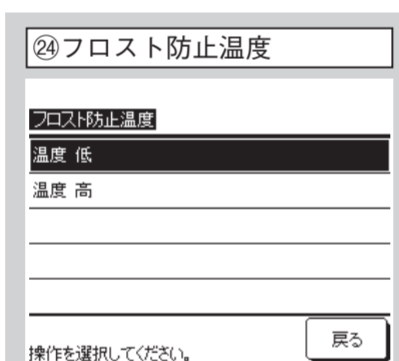 ㉔フロスト防止温度
フロスト防止温度
温度 低
温度 高
操作を選択してください。
戻る